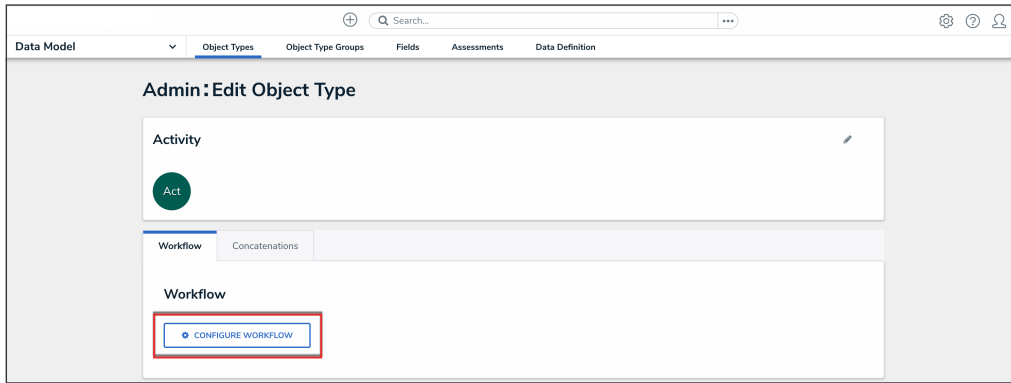 Search...
Data Model Object Types Object Type Groups Fields Assessments Data Definition
Admin:Edit Object Type
Activity
Act
Workflow Concatenations
Workflow
CONFIGURE WORKFLOW